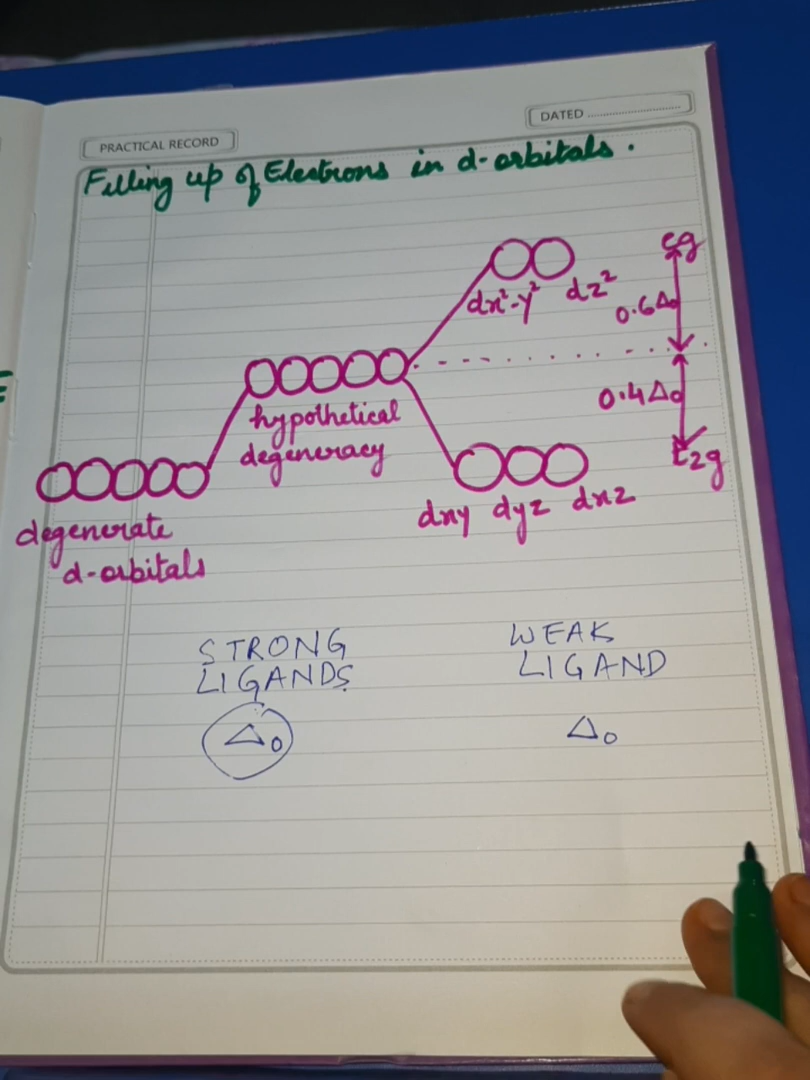 PRACTICAL RECORD
DATED
Filling up of Electrons in d-orbitals.
eg
dx²-y² dz²
0.6Δo
hypothetical
degeneracy
0.4Δo
t2g
dxy dyz dxz
degenerate
d-orbitals
STRONG
LIGANDS
Δo
WEAK
LIGAND
Δo